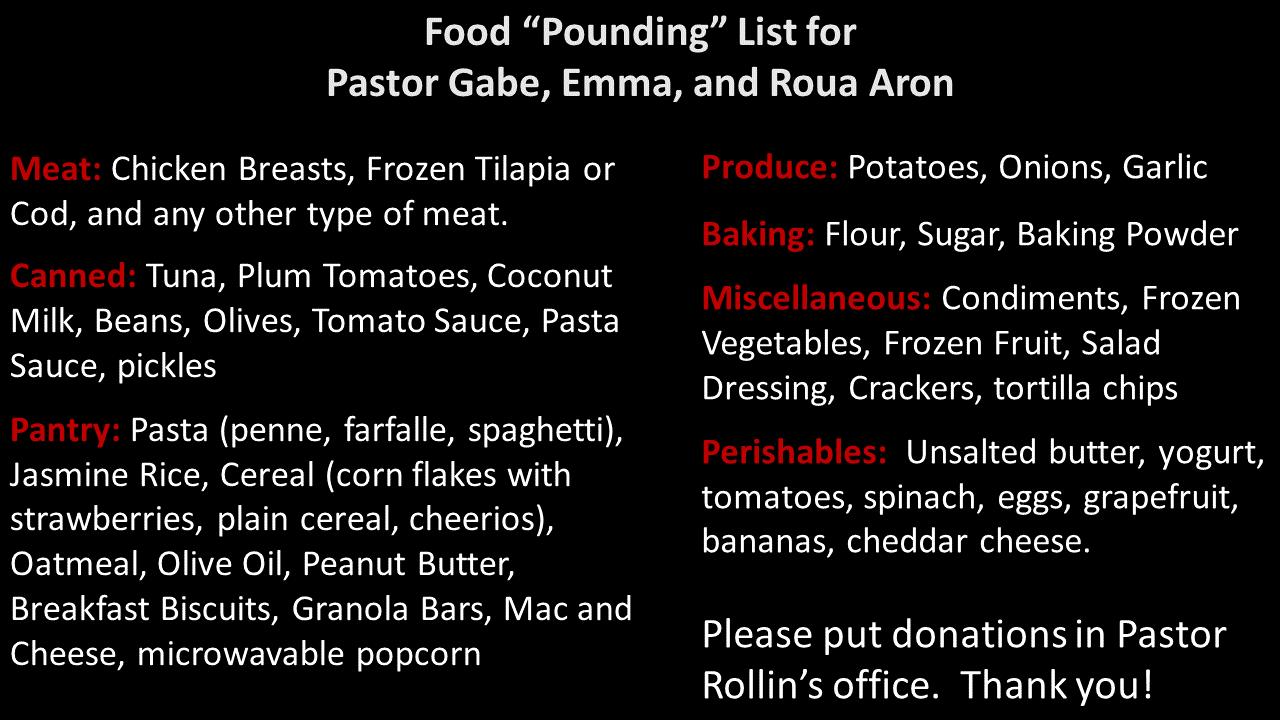 Food “Pounding” List for
Pastor Gabe, Emma, and Roua Aron
Meat: Chicken Breasts, Frozen Tilapia or
Cod, and any other type of meat.
Canned: Tuna, Plum Tomatoes, Coconut
Milk, Beans, Olives, Tomato Sauce, Pasta
Sauce, pickles
Pantry: Pasta (penne, farfalle, spaghetti),
Jasmine Rice, Cereal (corn flakes with
strawberries, plain cereal, cheerios),
Oatmeal, Olive Oil, Peanut Butter,
Breakfast Biscuits, Granola Bars, Mac and
Cheese, microwavable popcorn
Produce: Potatoes, Onions, Garlic
Baking: Flour, Sugar, Baking Powder
Miscellaneous: Condiments, Frozen
Vegetables, Frozen Fruit, Salad
Dressing, Crackers, tortilla chips
Perishables:  Unsalted butter, yogurt,
tomatoes, spinach, eggs, grapefruit,
bananas, cheddar cheese.
Please put donations in Pastor
Rollin’s office.  Thank you!